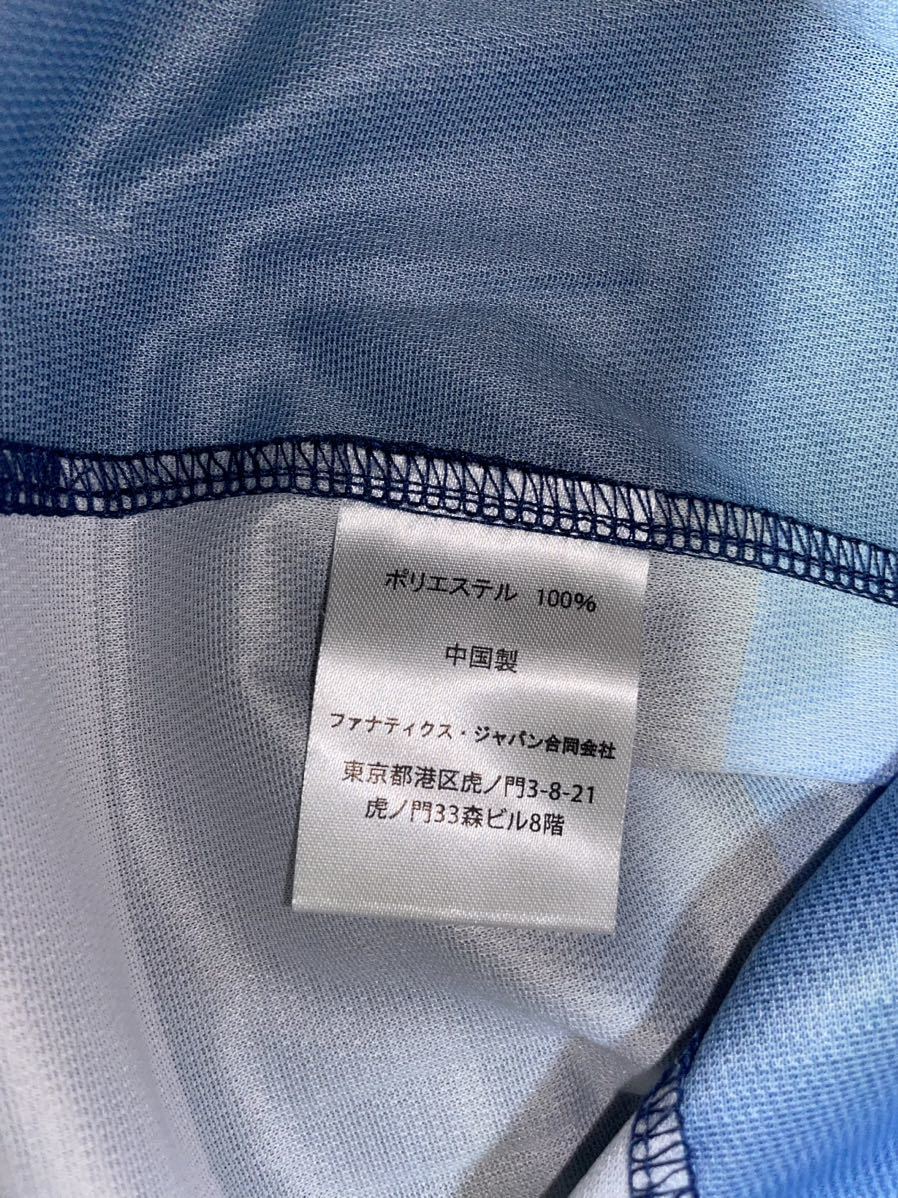 ポリエステル 100%
中国製
ファナティクス・ジャパン合同会社
東京都港区虎ノ門3-8-21
虎ノ門33森ビル8階